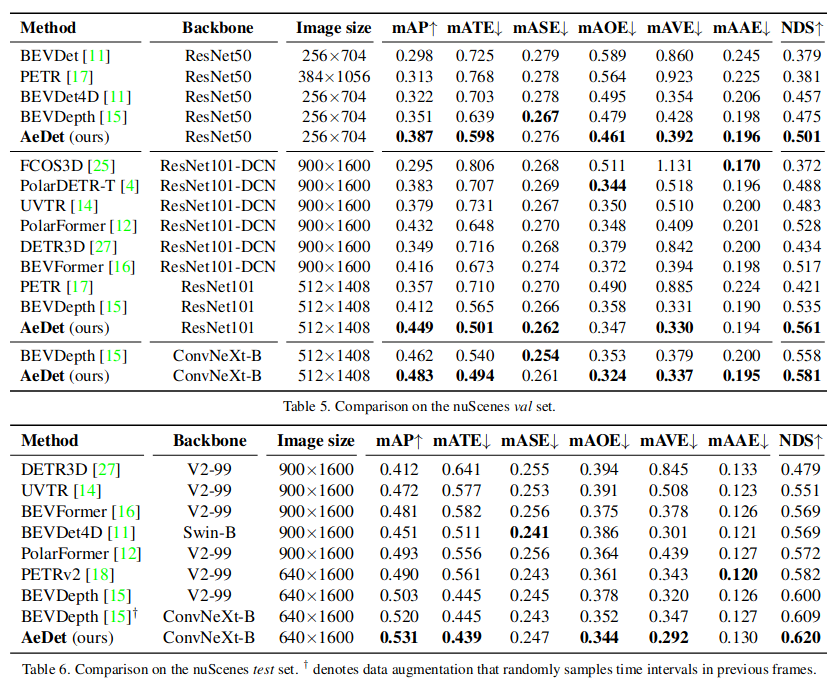 Method Backbone Image size mAP↑ mATE↓ mASE↓ mAOE↓ mAVE↓ mAAE↓ NDS↑
BEVDet [11] ResNet50 256×704 0.298 0.725 0.279 0.589 0.860 0.245 0.379
PETR [17] ResNet50 384×1056 0.313 0.768 0.278 0.564 0.923 0.225 0.381
BEVDet4D [11] ResNet50 256×704 0.322 0.703 0.278 0.495 0.354 0.206 0.457
BEVDepth [15] ResNet50 256×704 0.351 0.639 0.267 0.479 0.428 0.198 0.475
AeDet (ours) ResNet50 256×704 0.387 0.598 0.276 0.461 0.392 0.196 0.501
FCOS3D [25] ResNet101-DCN 900×1600 0.295 0.806 0.268 0.511 1.131 0.170 0.372
PolarDETR-T [4] ResNet101-DCN 900×1600 0.383 0.707 0.269 0.344 0.518 0.196 0.488
UVTR [14] ResNet101-DCN 900×1600 0.379 0.731 0.267 0.350 0.510 0.200 0.483
PolarFormer [12] ResNet101-DCN 900×1600 0.432 0.648 0.270 0.348 0.409 0.201 0.528
DETR3D [27] ResNet101-DCN 900×1600 0.349 0.716 0.268 0.379 0.842 0.200 0.434
BEVFormer [16] ResNet101-DCN 900×1600 0.416 0.673 0.274 0.372 0.394 0.198 0.517
PETR [17] ResNet101 512×1408 0.357 0.710 0.270 0.490 0.885 0.224 0.421
BEVDepth [15] ResNet101 512×1408 0.412 0.565 0.266 0.358 0.331 0.190 0.535
AeDet (ours) ResNet101 512×1408 0.449 0.501 0.262 0.347 0.330 0.194 0.561
BEVDepth [15] ConvNeXt-B 512×1408 0.462 0.540 0.254 0.353 0.379 0.200 0.558
AeDet (ours) ConvNeXt-B 512×1408 0.483 0.494 0.261 0.324 0.337 0.195 0.581
Table 5. Comparison on the nuScenes val set.
Method Backbone Image size mAP↑ mATE↓ mASE↓ mAOE↓ mAVE↓ mAAE↓ NDS↑
DETR3D [27] V2-99 900×1600 0.412 0.641 0.255 0.394 0.845 0.133 0.479
UVTR [14] V2-99 900×1600 0.472 0.577 0.253 0.391 0.508 0.123 0.551
BEVFormer [16] V2-99 900×1600 0.481 0.582 0.256 0.375 0.378 0.126 0.569
BEVDet4D [11] Swin-B 900×1600 0.451 0.511 0.241 0.386 0.301 0.121 0.569
PolarFormer [12] V2-99 900×1600 0.493 0.556 0.256 0.364 0.439 0.127 0.572
PETRv2 [18] V2-99 640×1600 0.490 0.561 0.243 0.361 0.343 0.120 0.582
BEVDepth [15] V2-99 640×1600 0.503 0.445 0.245 0.378 0.320 0.126 0.600
BEVDepth [15]† ConvNeXt-B 640×1600 0.520 0.445 0.243 0.352 0.347 0.127 0.609
AeDet (ours) ConvNeXt-B 640×1600 0.531 0.439 0.247 0.344 0.292 0.130 0.620
Table 6. Comparison on the nuScenes test set. † denotes data augmentation that randomly samples time intervals in previous frames.